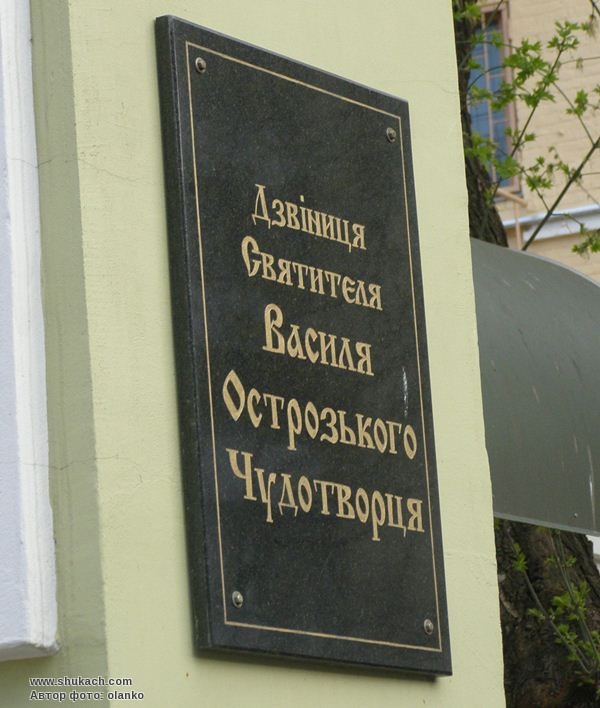 Дзвіниця
Святителя
Василя
Острозького
Чудотворця
www.shukach.com
Автор фото: olanko